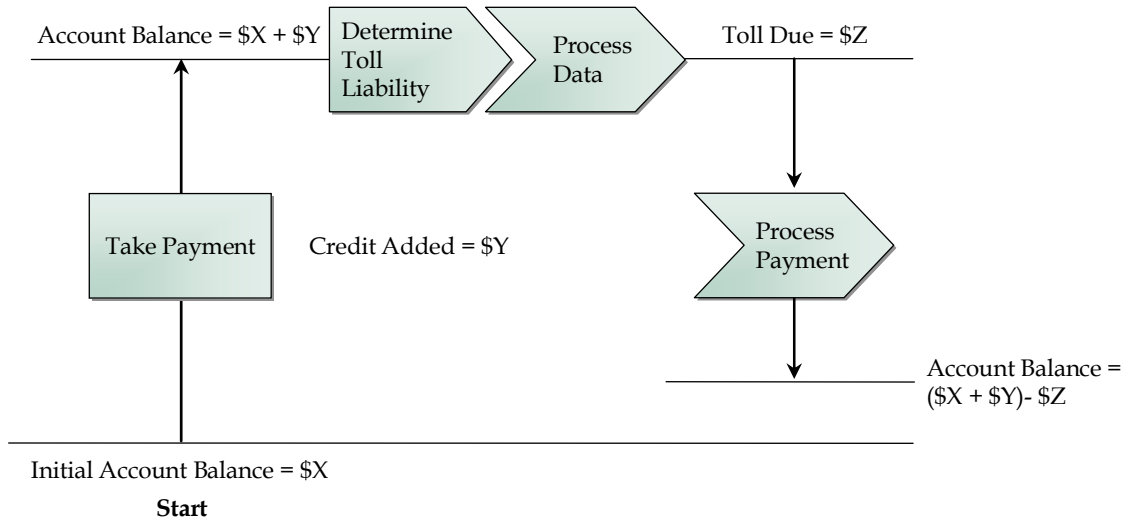 Account Balance = $X + $Y
Determine
Toll
Liability
Process
Data
Toll Due = $Z
Take Payment
Credit Added = $Y
Process
Payment
Account Balance =
($X + $Y)- $Z
Initial Account Balance = $X
Start